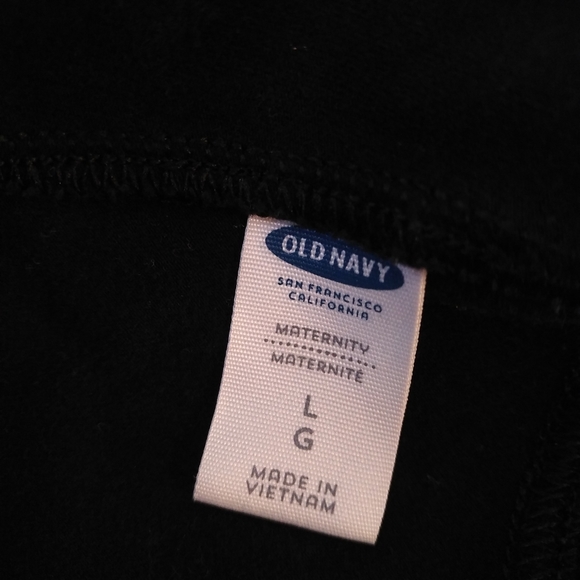 OLD NAVY
SAN FRANCISCO
CALIFORNIA
MATERNITY
MATERNITÉ
L
G
MADE IN
VIETNAM